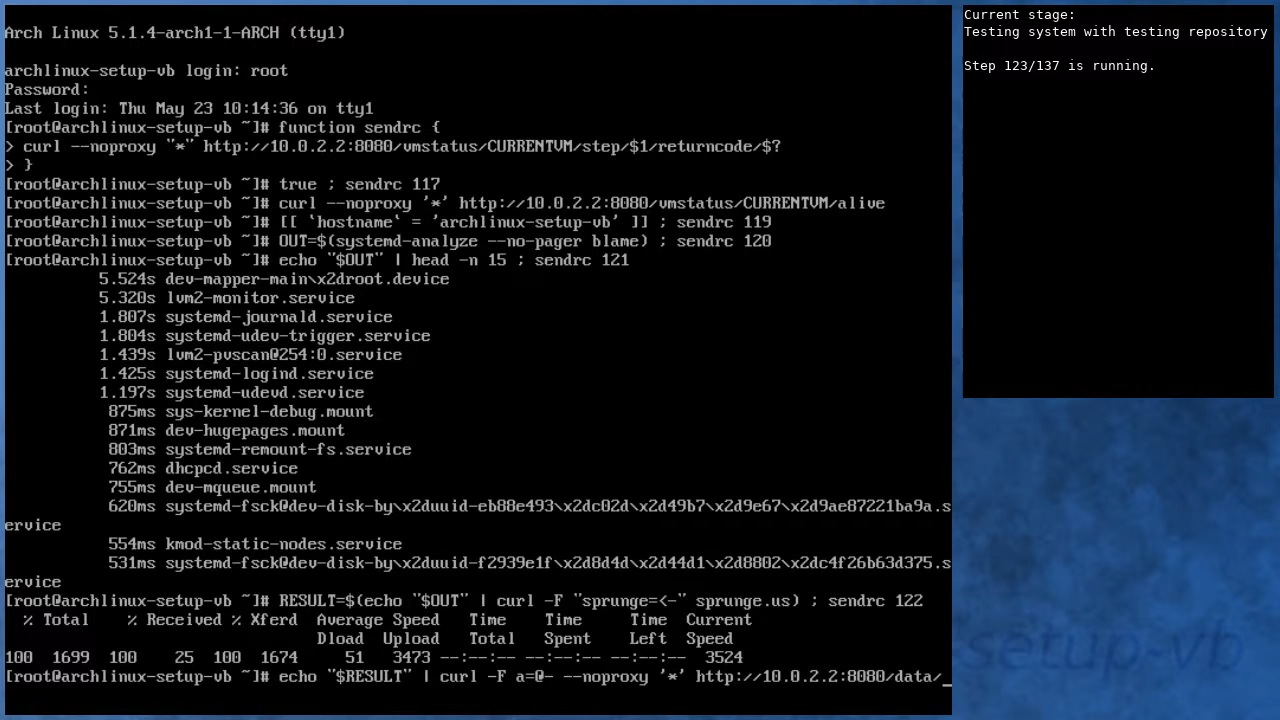 Arch Linux 5.1.4-arch1-1-ARCH (tty1)
archlinux-setup-vb login: root
Password:
Last login: Thu May 23 10:14:36 on tty1
[root@archlinux-setup-vb ~]# function sendrc {
> curl --noproxy "*" http://10.0.2.2:8080/vmstatus/CURRENTVM/step/$1/returncode/$?
> }
[root@archlinux-setup-vb ~]# true ; sendrc 117
[root@archlinux-setup-vb ~]# curl --noproxy '*' http://10.0.2.2:8080/vmstatus/CURRENTVM/alive
[root@archlinux-setup-vb ~]# [[ `hostname` = 'archlinux-setup-vb' ]] ; sendrc 119
[root@archlinux-setup-vb ~]# OUT=$(systemd-analyze --no-pager blame) ; sendrc 120
[root@archlinux-setup-vb ~]# echo "$OUT" | head -n 15 ; sendrc 121
5.524s dev-mapper-main\x2droot.device
5.320s lvm2-monitor.service
1.807s systemd-journald.service
1.804s systemd-udev-trigger.service
1.439s lvm2-pvscan@254:0.service
1.425s systemd-logind.service
1.197s systemd-udevd.service
875ms sys-kernel-debug.mount
871ms dev-hugepages.mount
803ms systemd-remount-fs.service
762ms dhcpcd.service
755ms dev-mqueue.mount
620ms systemd-fsck@dev-disk-by\x2duuid-eb88e493\x2dc02d\x2d49b7\x2d9e67\x2d9ae87221ba9a.s
ervice
554ms kmod-static-nodes.service
531ms systemd-fsck@dev-disk-by\x2duuid-f2939e1f\x2d8d4d\x2d44d1\x2d8802\x2dc4f26b63d375.s
ervice
[root@archlinux-setup-vb ~]# RESULT=$(echo "$OUT" | curl -F "sprunge=<-" sprunge.us) ; sendrc 122
% Total % Received % Xferd Average Speed Time Time Time Current
Dload Upload Total Spent Left Speed
100 1699 100 25 100 1674 51 3473 --:--:-- --:--:-- --:--:-- 3524
[root@archlinux-setup-vb ~]# echo "$RESULT" | curl -F a=@- --noproxy '*' http://10.0.2.2:8080/data/_
Current stage:
Testing system with testing repository
Step 123/137 is running.
setup-vb